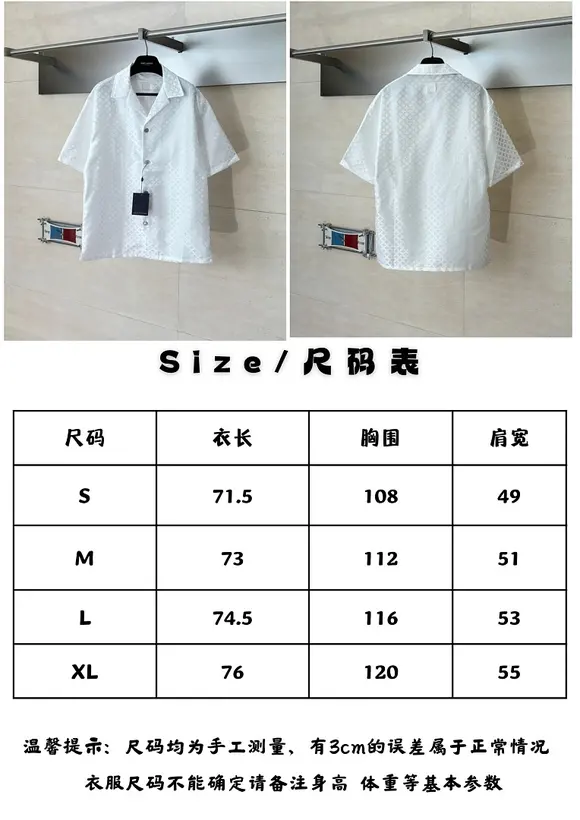 Size/尺码表
尺码 衣长 胸围 肩宽
S 71.5 108 49
M 73 112 51
L 74.5 116 53
XL 76 120 55
温馨提示：尺码均为手工测量、有3cm的误差属于正常情况
衣服尺码不能确定请备注身高 体重等基本参数